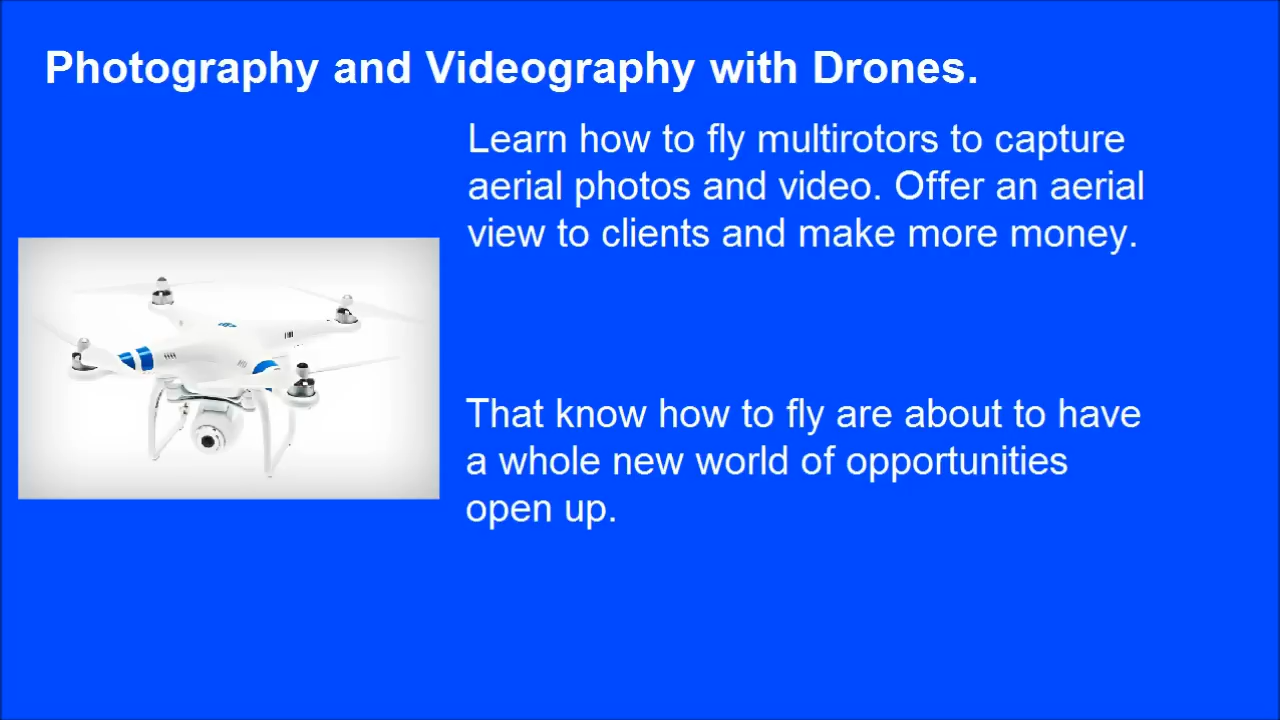 Photography and Videography with Drones.
Learn how to fly multirotors to capture
aerial photos and video. Offer an aerial
view to clients and make more money.
That know how to fly are about to have
a whole new world of opportunities
open up.